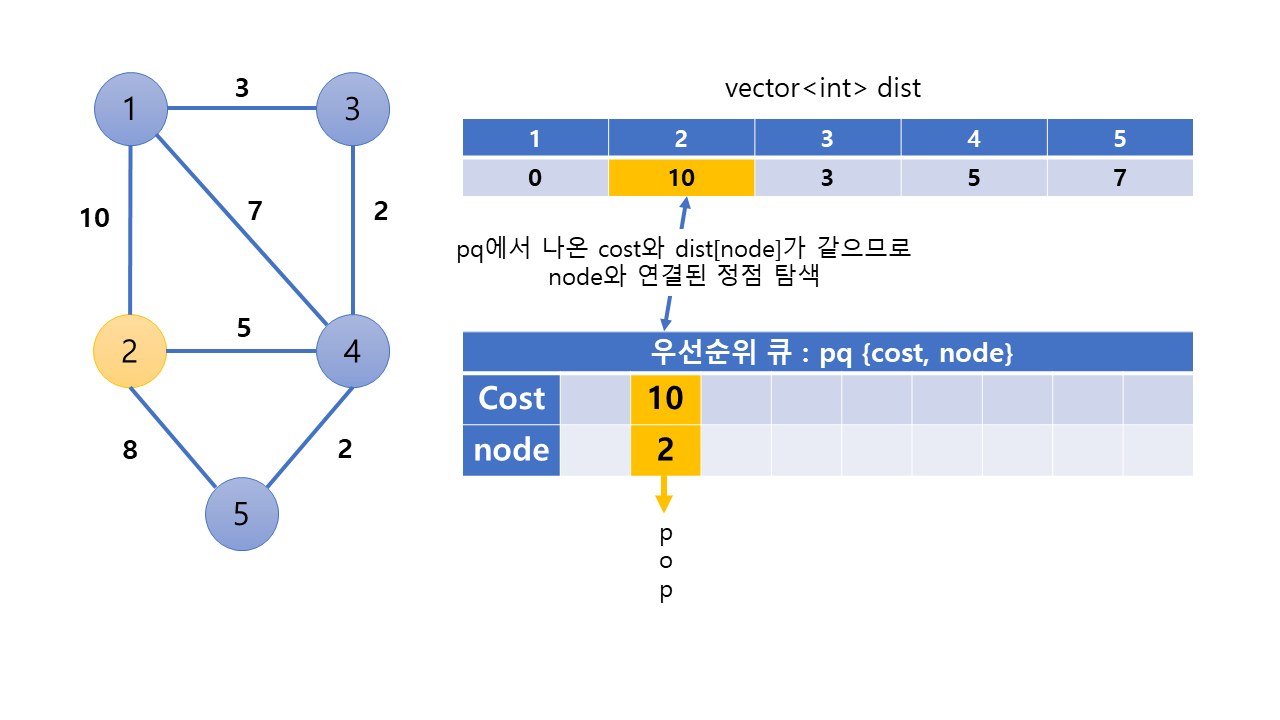 1
3
3
10
7
2
2
5
4
8
2
5
vector<int> dist
1 2 3 4 5
0 10 3 5 7
pq에서 나온 cost와 dist[node]가 같으므로
node와 연결된 정점 탐색
우선순위 큐 : pq {cost, node}
Cost 10
node 2
p
o
p